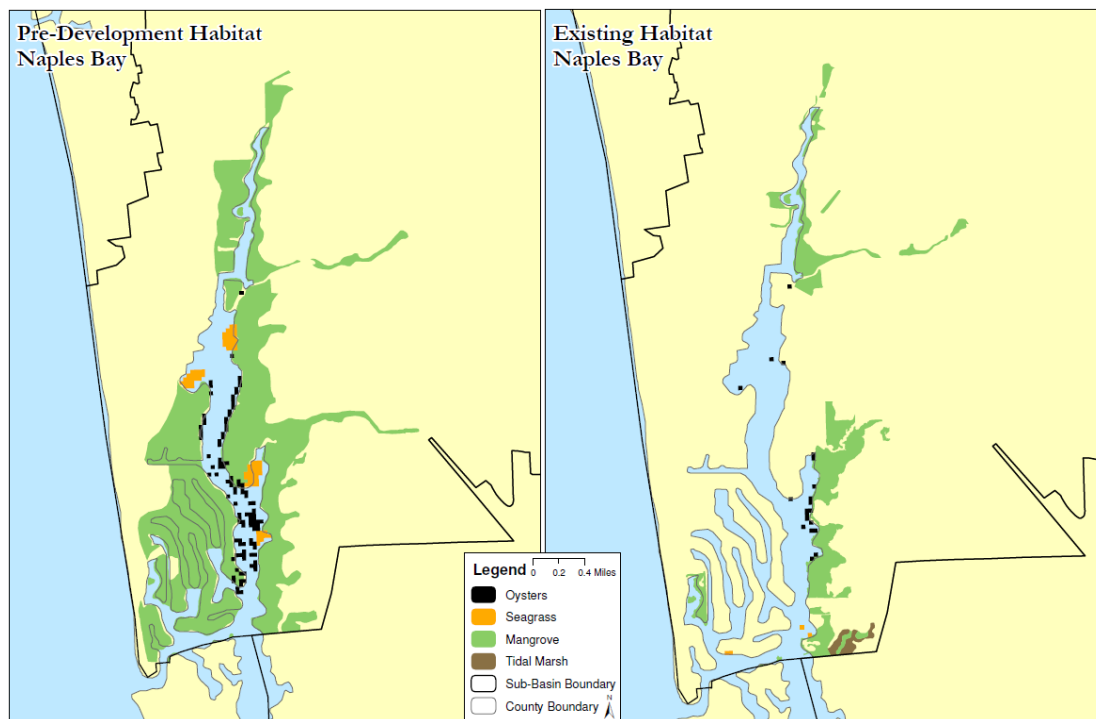 Pre-Development Habitat
Naples Bay
Existing Habitat
Naples Bay
Legend
0 0.2 0.4 Miles
Oysters
Seagrass
Mangrove
Tidal Marsh
Sub-Basin Boundary
County Boundary
N